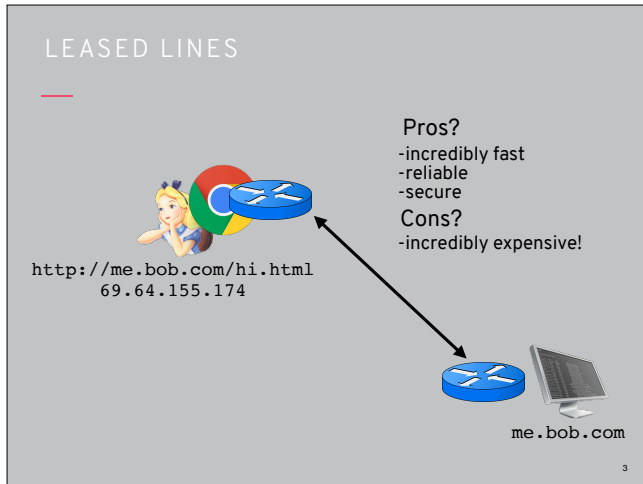 LEASED LINES
Pros?
-incredibly fast
-reliable
-secure
Cons?
-incredibly expensive!
http://me.bob.com/hi.html
69.64.155.174
me.bob.com
3